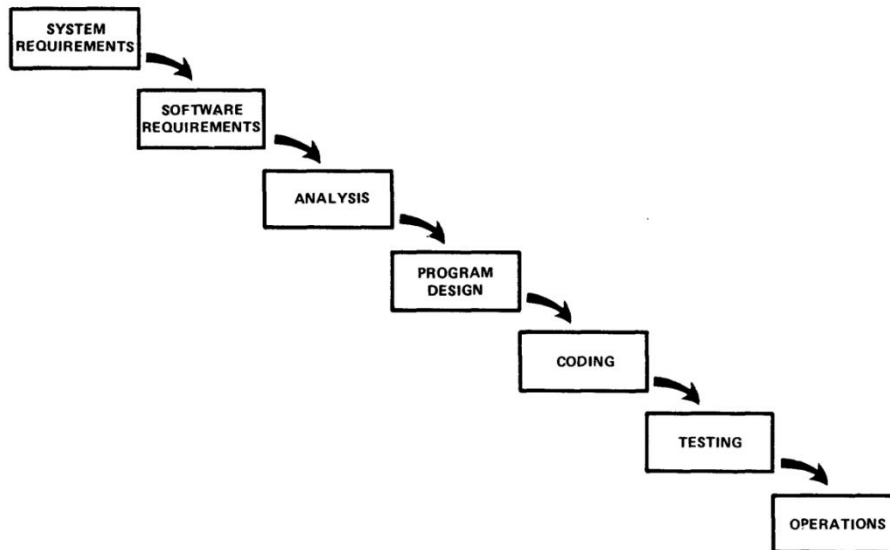 SYSTEM
REQUIREMENTS
SOFTWARE
REQUIREMENTS
ANALYSIS
PROGRAM
DESIGN
CODING
TESTING
OPERATIONS